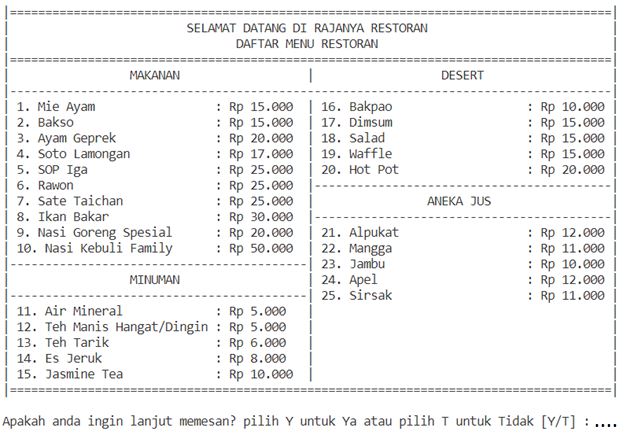 SELAMAT DATANG DI RAJANYA RESTORAN
DAFTAR MENU RESTORAN
MAKANAN
1. Mie Ayam : Rp 15.000
2. Bakso : Rp 15.000
3. Ayam Geprek : Rp 20.000
4. Soto Lamongan : Rp 17.000
5. SOP Iga : Rp 25.000
6. Rawon : Rp 25.000
7. Sate Taichan : Rp 25.000
8. Ikan Bakar : Rp 30.000
9. Nasi Goreng Spesial : Rp 20.000
10. Nasi Kebuli Family : Rp 50.000
MINUMAN
11. Air Mineral : Rp 5.000
12. Teh Manis Hangat/Dingin : Rp 5.000
13. Teh Tarik : Rp 6.000
14. Es Jeruk : Rp 8.000
15. Jasmine Tea : Rp 10.000
DESERT
16. Bakpao : Rp 10.000
17. Dimsum : Rp 15.000
18. Salad : Rp 15.000
19. Waffle : Rp 15.000
20. Hot Pot : Rp 20.000
ANEKA JUS
21. Alpukat : Rp 12.000
22. Mangga : Rp 11.000
23. Jambu : Rp 10.000
24. Apel : Rp 12.000
25. Sirsak : Rp 11.000
Apakah anda ingin lanjut memesan? pilih Y untuk Ya atau pilih T untuk Tidak [Y/T] : ....